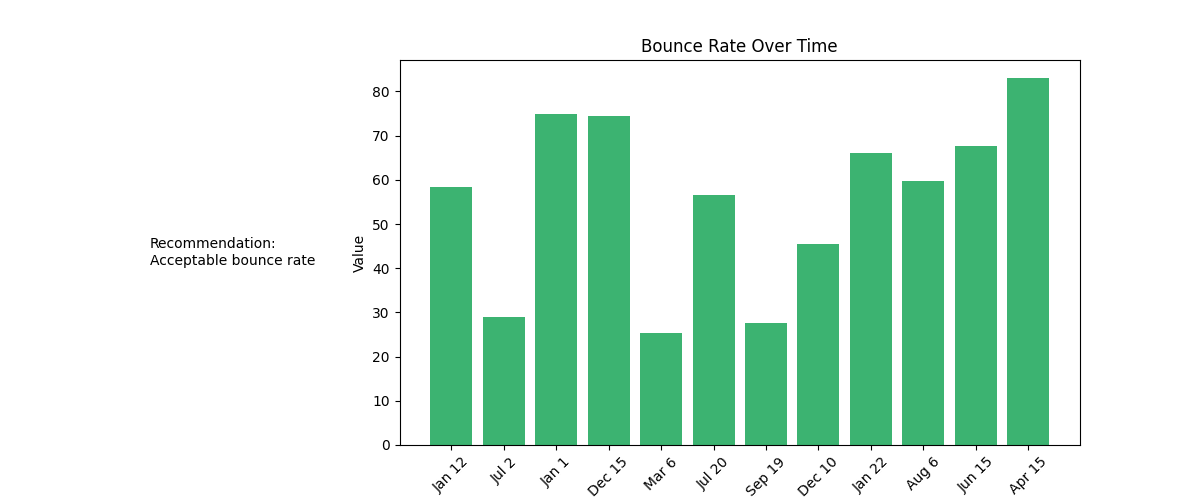 Bounce Rate Over Time
Recommendation:
Acceptable bounce rate
Value
80
70
60
50
40
30
20
10
0
Jan 12
Jul 2
Jan 1
Dec 15
Mar 6
Jul 20
Sep 19
Dec 10
Jan 22
Aug 6
Jun 15
Apr 15